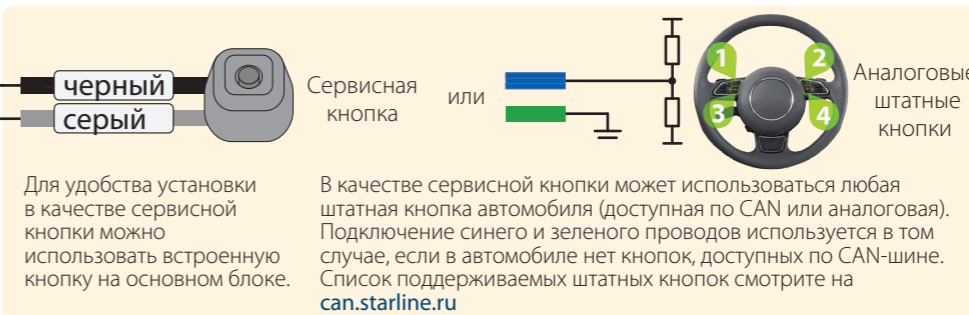 черный
серый
Сервисная
кнопка
или
1
2
3
4
Аналоговые
штатные
кнопки
Для удобства установки
в качестве сервисной
кнопки можно
использовать встроенную
кнопку на основном блоке.
В качестве сервисной кнопки может использоваться любая
штатная кнопка автомобиля (доступная по CAN или аналоговая).
Подключение синего и зеленого проводов используется в том
случае, если в автомобиле нет кнопок, доступных по CAN-шине.
Список поддерживаемых штатных кнопок смотрите на
can.starline.ru